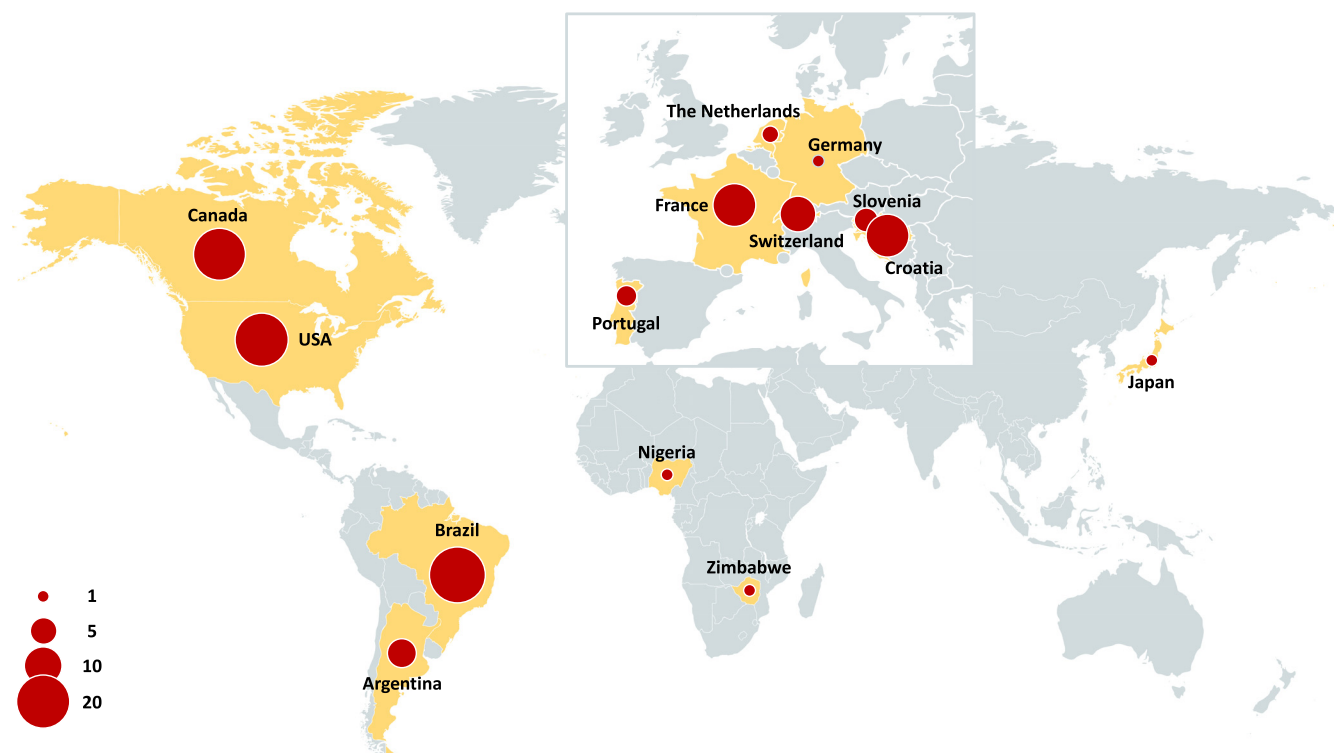 The Netherlands
Germany
France
Slovenia
Switzerland
Croatia
Portugal
Canada
USA
Japan
Nigeria
Brazil
Zimbabwe
Argentina
1
5
10
20